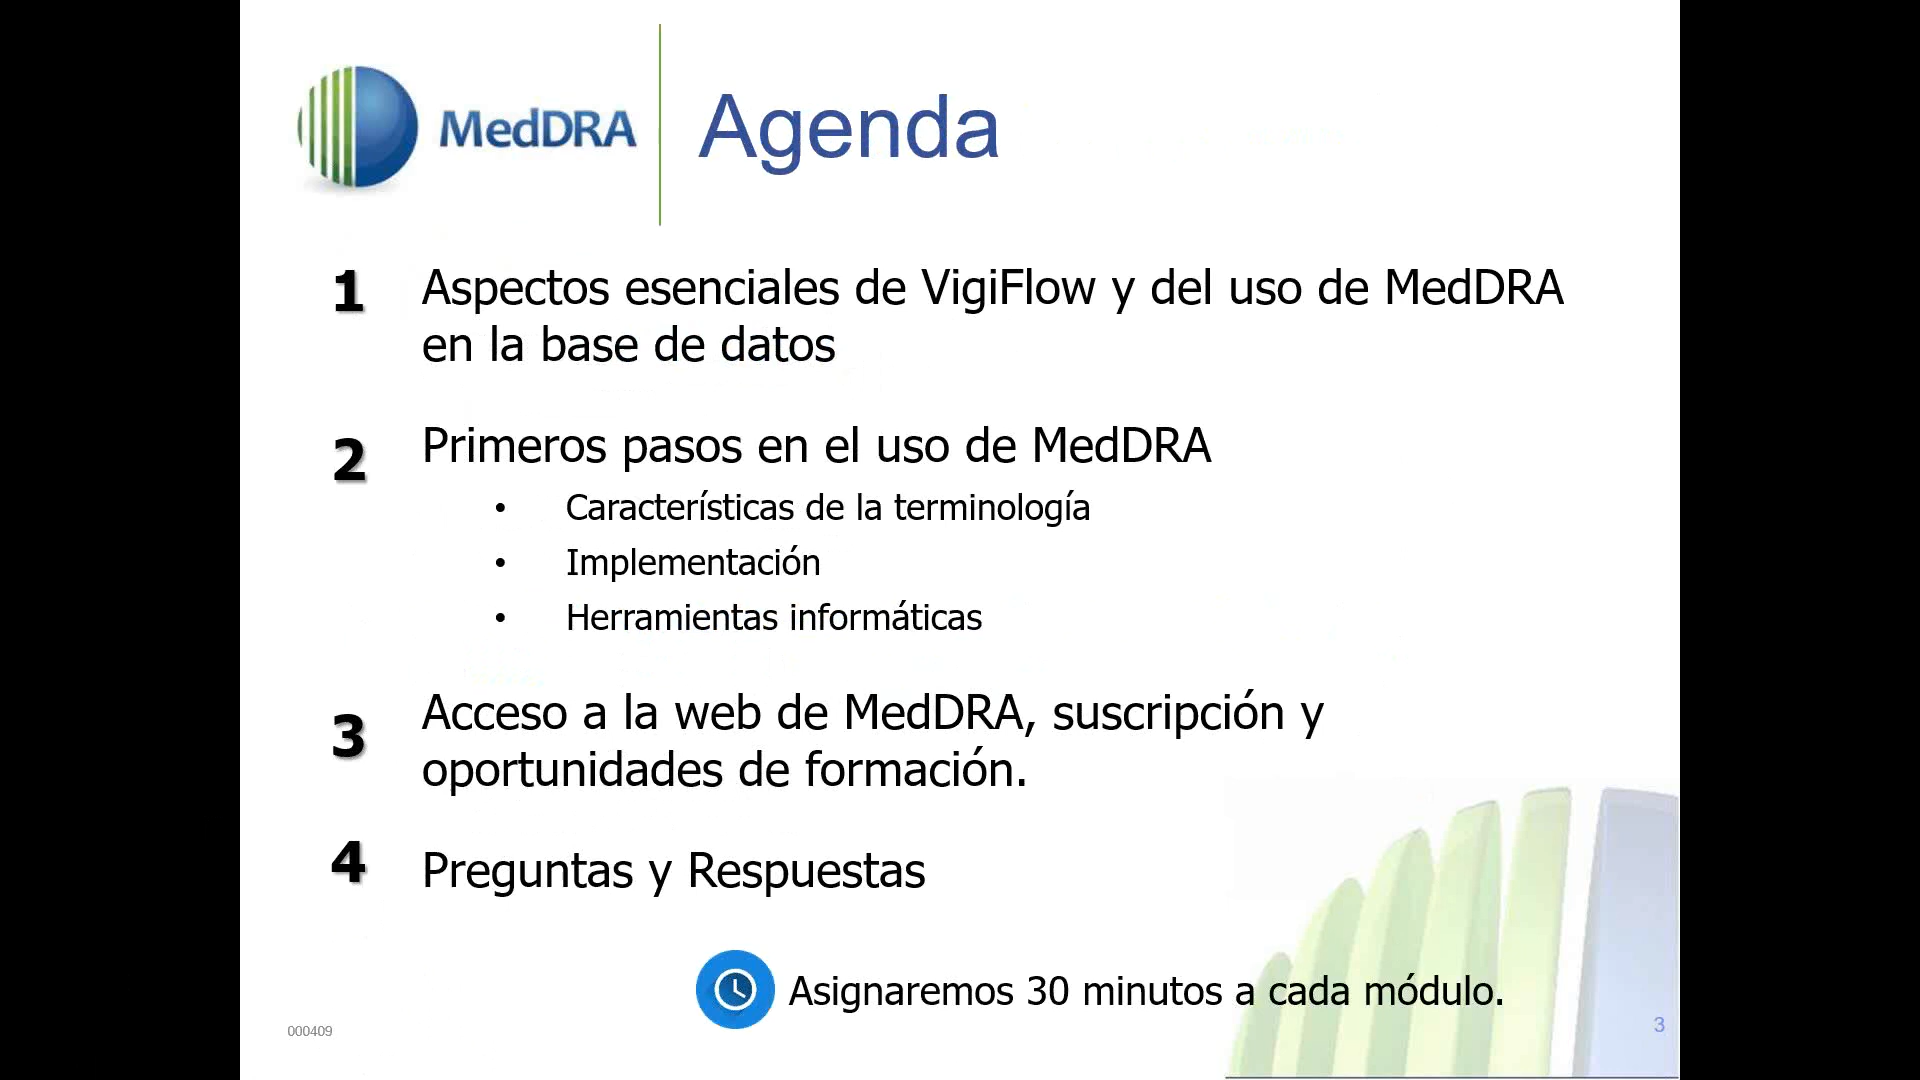 MedDRA
Agenda
1 Aspectos esenciales de VigiFlow y del uso de MedDRA
en la base de datos
2 Primeros pasos en el uso de MedDRA
• Características de la terminología
• Implementación
• Herramientas informáticas
3 Acceso a la web de MedDRA, suscripción y
oportunidades de formación.
4 Preguntas y Respuestas
Asignaremos 30 minutos a cada módulo.
000409
3